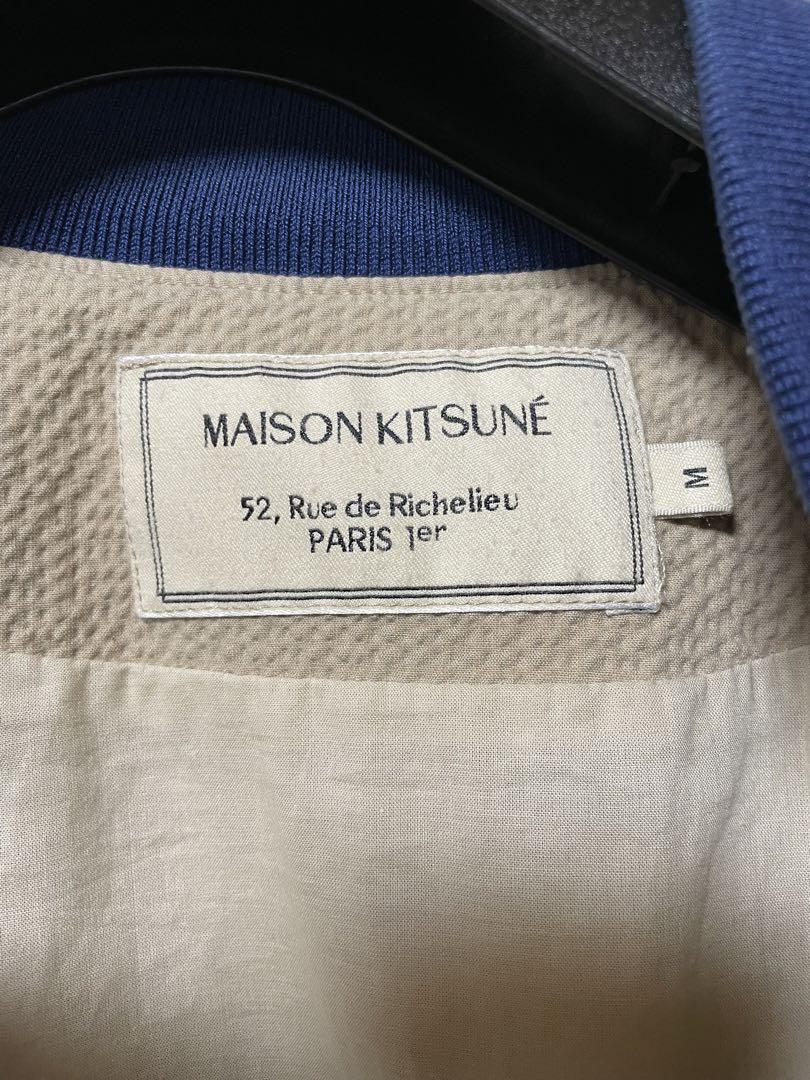 MAISON KITSUNÉ
52, Rue de Richelieu
PARIS 1er
M